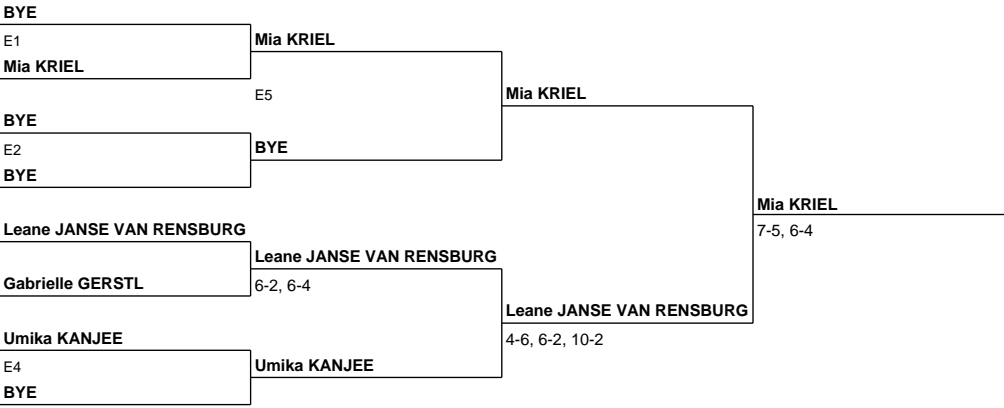 BYE
E1
Mia KRIEL
Mia KRIEL
E5
Mia KRIEL
BYE
E2
BYE
BYE
Mia KRIEL
7-5, 6-4
Leane JANSE VAN RENSBURG
Leane JANSE VAN RENSBURG
Gabrielle GERSTL
6-2, 6-4
Leane JANSE VAN RENSBURG
4-6, 6-2, 10-2
Umika KANJEE
E4
Umika KANJEE
BYE